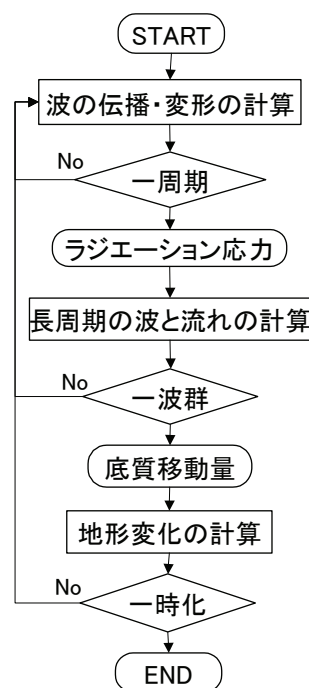 START
波の伝播・変形の計算
No
一周期
ラジエーション応力
長周期の波と流れの計算
No
一波群
底質移動量
地形変化の計算
No
一時化
END